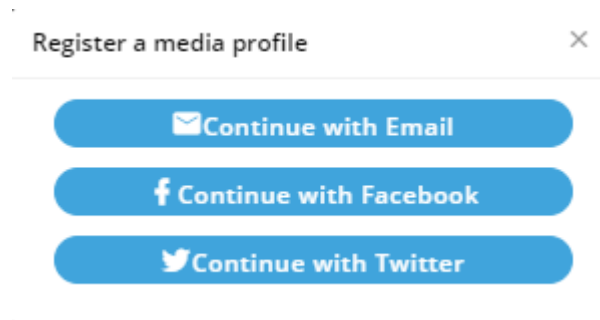 Register a media profile
Continue with Email
Continue with Facebook
Continue with Twitter